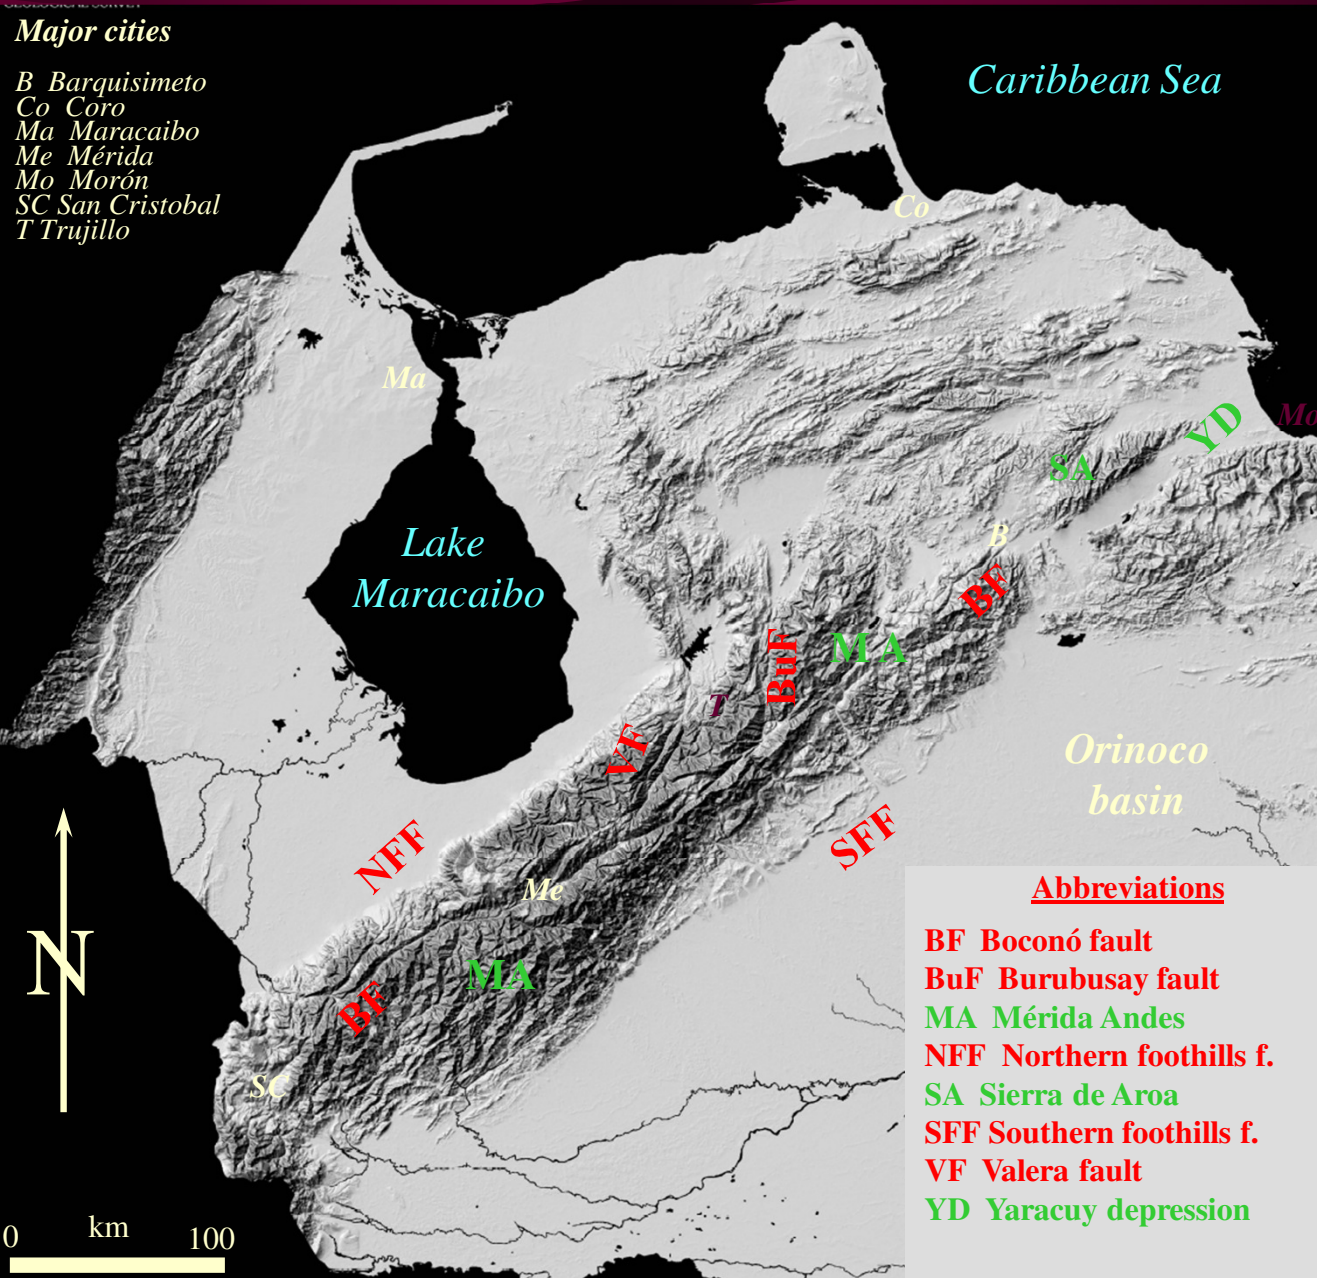 GEOLOGICAL SURVEY
Major cities
B Barquisimeto
Co Coro
Ma Maracaibo
Me Mérida
Mo Morón
SC San Cristobal
T Trujillo
Caribbean Sea
Co
Ma
YD
Mo
SA
Lake
Maracaibo
B
BF
BuF
MA
T
VF
Orinoco
basin
SFF
NFF
Me
MA
BF
SC
N
0 km 100
Abbreviations
BF Boconó fault
BuF Burubusay fault
MA Mérida Andes
NFF Northern foothills f.
SA Sierra de Aroa
SFF Southern foothills f.
VF Valera fault
YD Yaracuy depression